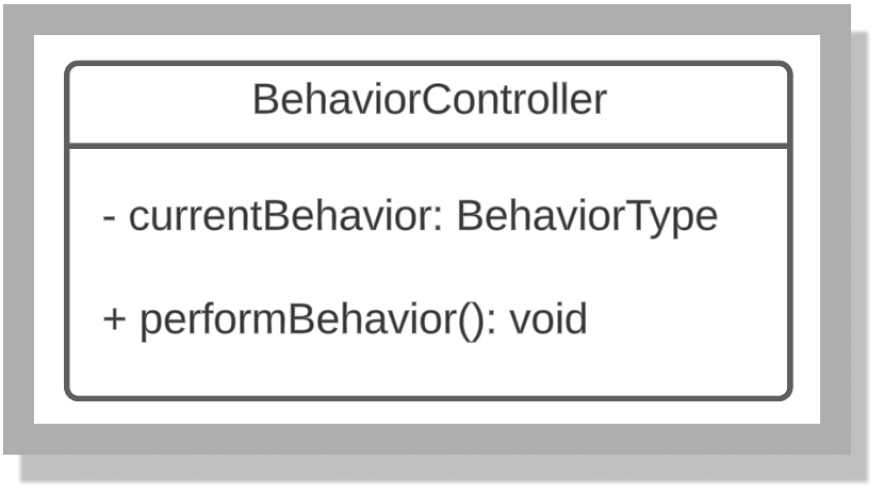 BehaviorController
- currentBehavior: BehaviorType
+ performBehavior(): void